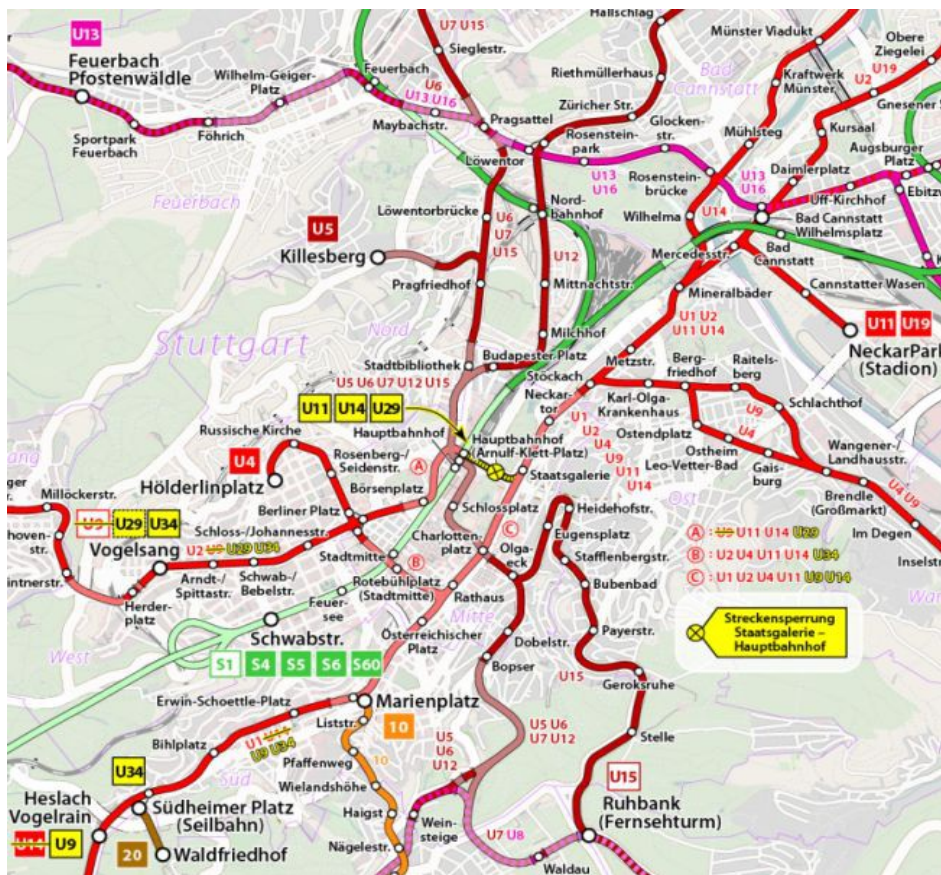 U13
Feuerbach
Pfostenwäldle
Wilhelm-Geiger-
Platz
Sportpark
Feuerbach
Föhrich
Feuerbach
U6
U13 U16
Maybachstr.
U7 U15
Sieglestr.
Pragsattel
Löwentor
Hallschlag
Riethmüllerhaus
Züricher Str.
Rosenstein-
park
Glocken-
str.
U13
U16
Rosenstein-
brücke
Bad
Cannstatt
Münster Viadukt
Kraftwerk
Münster
Mühlsteg
Obere
Ziegelei
U2
U19
Gnesener
Kursaal
Augsburger
Platz
Daimlerplatz
U13
U16
Uff-Kirchhof
Ebitz
Wilhelma
U14
Bad Cannstatt
Wilhelmsplatz
Mercedesstr.
Bad
Cannstatt
Cannstatter Wasen
Mineralbäder
U11 U19
NeckarPark
(Stadion)
Feuerbach
U5
Killesberg
Löwentorbrücke
U6
U7
U15
Nord-
bahnhof
U12
Pragfriedhof
Mittnachtstr.
Nord
Milchhof
Stuttgart
Stadtbibliothek
Budapester Platz
U5 U6 U7 U12 U15
U1 U2
U11 U14
Metzstr.
Stöckach
Neckar-
tor
Berg-
friedhof
Raitels-
berg
Karl-Olga-
Krankenhaus
Schlachthof
U9
U4
Ostendplatz
Ostheim
Leo-Vetter-Bad
Gais-
burg
Wangener-/
Landhausstr.
Brendle
(Großmarkt)
U4 U9
Im Degen
Inselstr
U1
U2
U4
U9
U11
U14
U11 U14 U29
Hauptbahnhof
Hauptbahnhof
(Arnulf-Klett-Platz)
Staatsgalerie
Russische Kirche
U4
Hölderlinplatz
Rosenberg-/
Seidenstr.
A
Börsenplatz
Berliner Platz
Schloss-/Johannesstr.
Millöckerstr.
U9 U29 U34
Vogelsang
U2 U9 U29 U34
Arndt-/
Spittastr.
Schwab-/
Bebelstr.
Herder-
platz
Stadtmitte
B
Rotebühlplatz
(Stadtmitte)
Feuer-
see
Schwabstr.
S1 S4 S5 S6 S60
West
Schlossplatz
Charlotten-
platz
C
Olga-
eck
Rathaus
Mitte
Österreichischer
Platz
Heidehofstr.
Eugensplatz
Stafflenbergstr.
Bubenbad
Ost
Payerstr.
Dobelstr.
Bopser
U15
Geroksruhe
Stelle
A : U9 U11 U14 U29
B : U2 U4 U11 U14 U34
C : U1 U2 U4 U11 U9 U14
Streckensperrung
Staatsgalerie –
Hauptbahnhof
Erwin-Schoettle-Platz
Marienplatz
10
Liststr.
Bihlplatz
U1 U14
U9 U34
Süd
Pfaffenweg
10
Wielandshöhe
Haigst
Nägelestr.
U34
Südheimer Platz
(Seilbahn)
Heslach
Vogelrain
U14 U9
20
Waldfriedhof
U5
U6
U12
U5 U6
U7 U12
Wein-
steige
U7 U8
Waldau
U15
Ruhbank
(Fernsehturm)